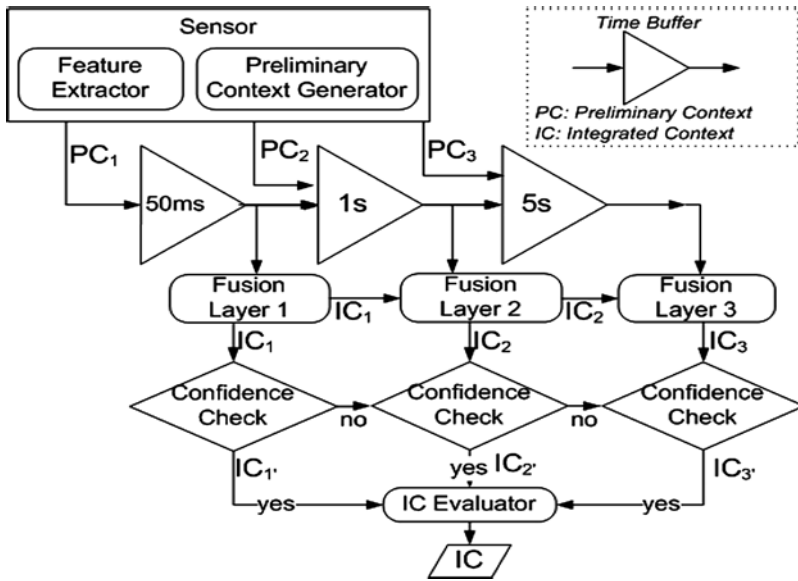 Sensor
Feature
Extractor
Preliminary
Context Generator
Time Buffer
PC: Preliminary Context
IC: Integrated Context
PC1
PC2
PC3
50ms
1s
5s
Fusion
Layer 1
IC1
Fusion
Layer 2
IC2
Fusion
Layer 3
IC1
IC2
IC3
Confidence
Check
no
Confidence
Check
no
Confidence
Check
IC1'
yes
yes IC2'
IC3'
yes
IC Evaluator
IC